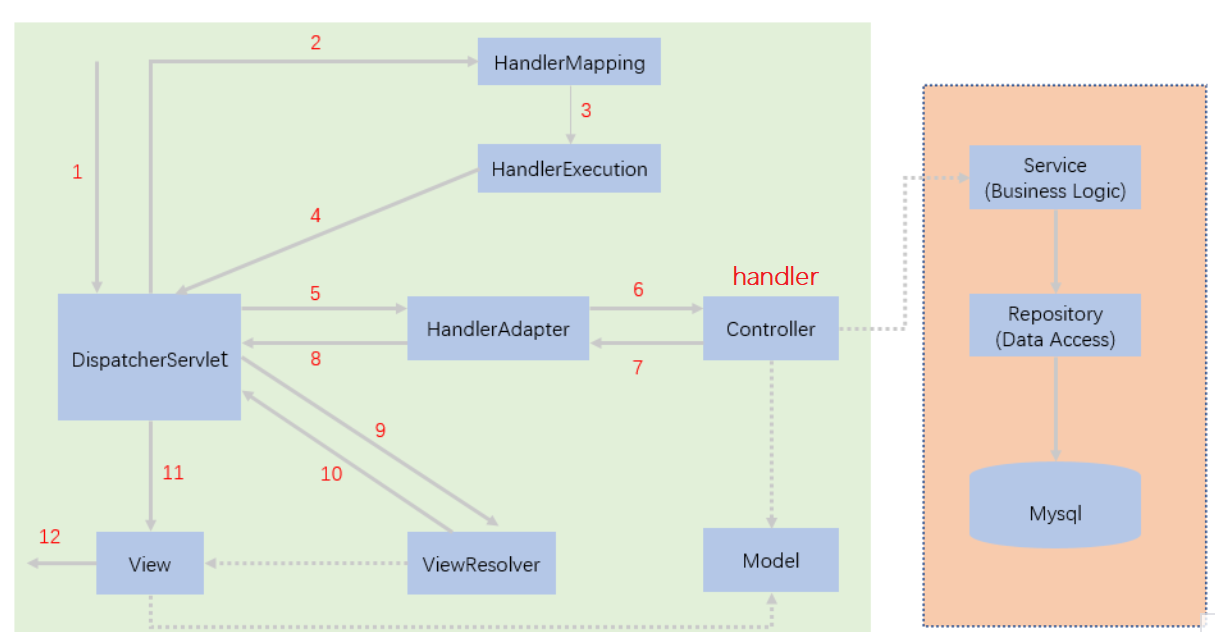 2
HandlerMapping
3
1
HandlerExecution
Service
(Business Logic)
4
handler
5
6
HandlerAdapter
Controller
Repository
(Data Access)
DispatcherServlet
8
7
9
10
11
Mysql
12
View
ViewResolver
Model